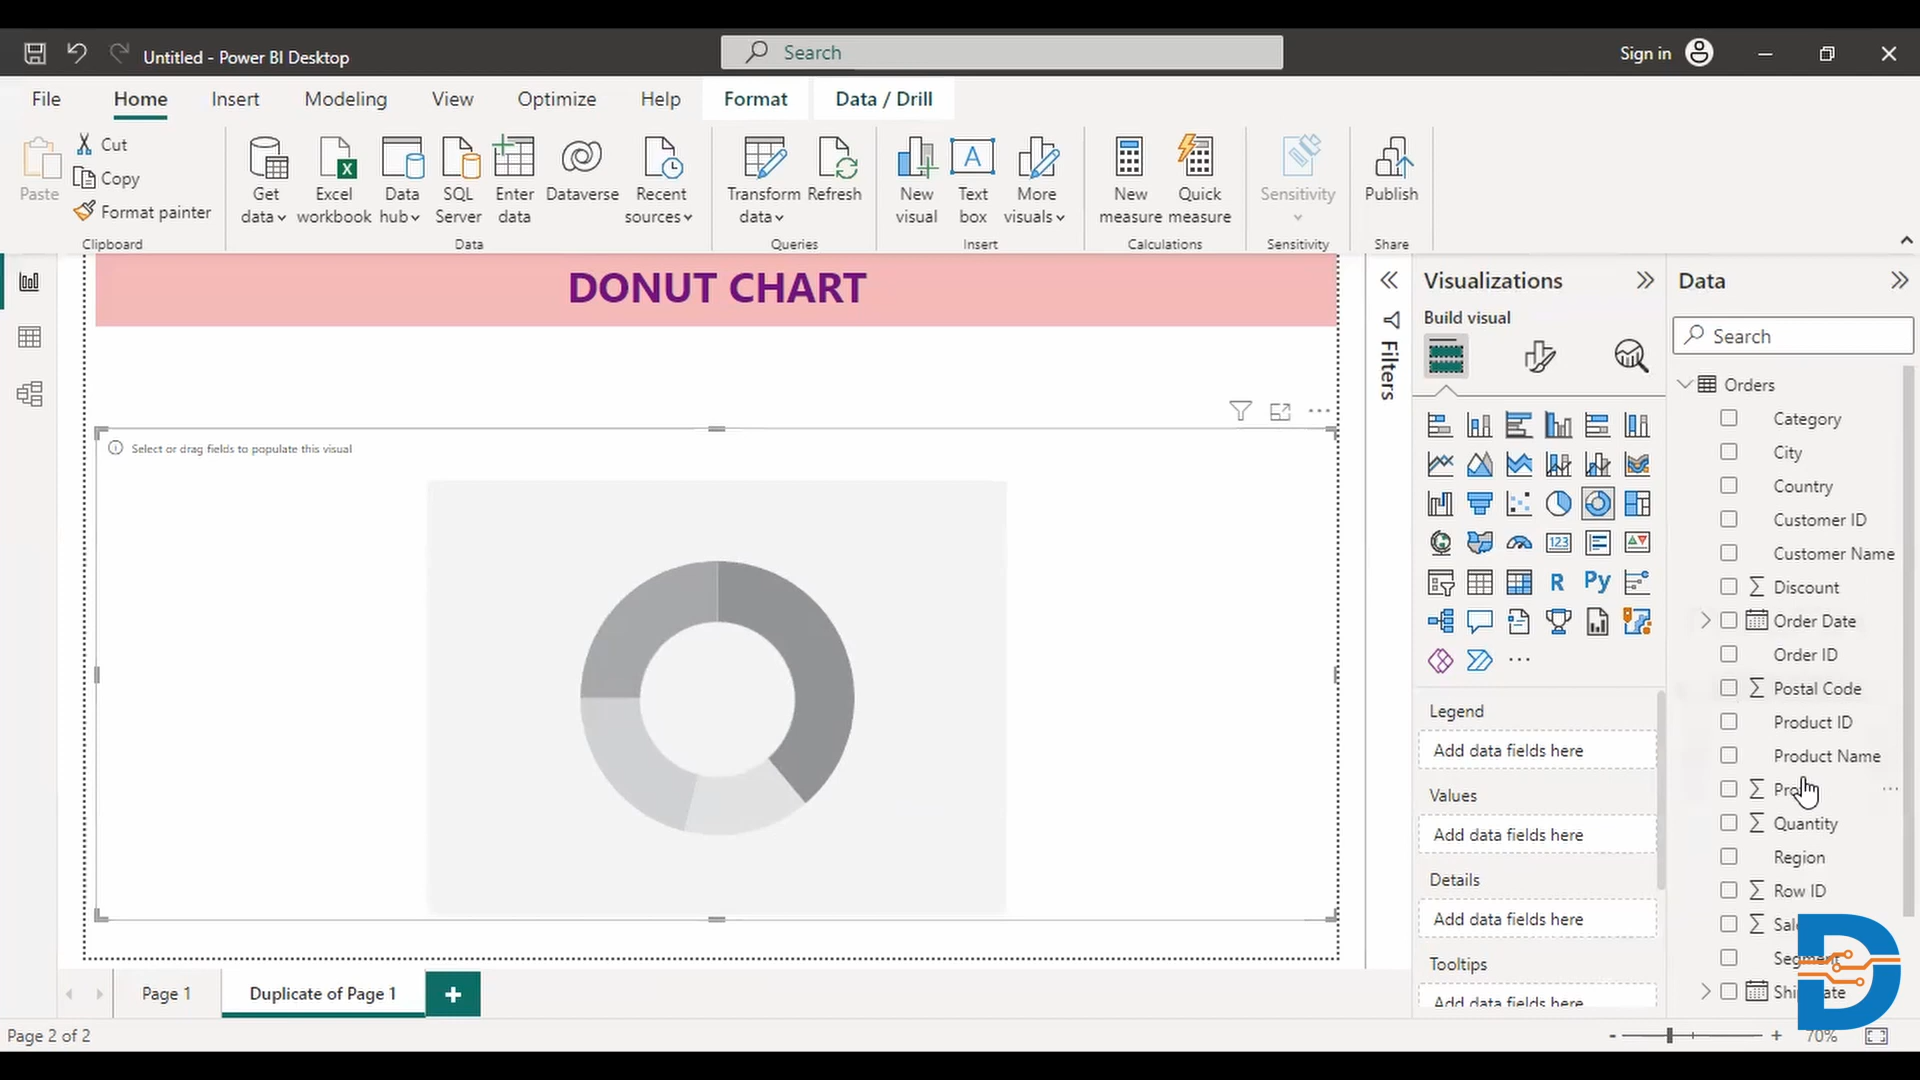 Untitled - Power BI Desktop
Search
Sign in
File
Home
Insert
Modeling
View
Optimize
Help
Format
Data / Drill
Paste
Cut
Copy
Format painter
Clipboard
Get data
Excel workbook
Data hub
SQL Server
Enter data
Dataverse
Recent sources
Data
Transform data
Refresh
Queries
New visual
Text box
More visuals
Insert
New measure
Quick measure
Calculations
Sensitivity
Sensitivity
Publish
Share
DONUT CHART
Select or drag fields to populate this visual
Filters
Visualizations
Build visual
123
R
Py
Legend
Add data fields here
Values
Add data fields here
Details
Add data fields here
Tooltips
Add data fields here
Data
Search
Orders
Category
City
Country
Customer ID
Customer Name
Discount
Order Date
Order ID
Postal Code
Product ID
Product Name
Quantity
Region
Row ID
Page 1
Duplicate of Page 1
Page 2 of 2
70%